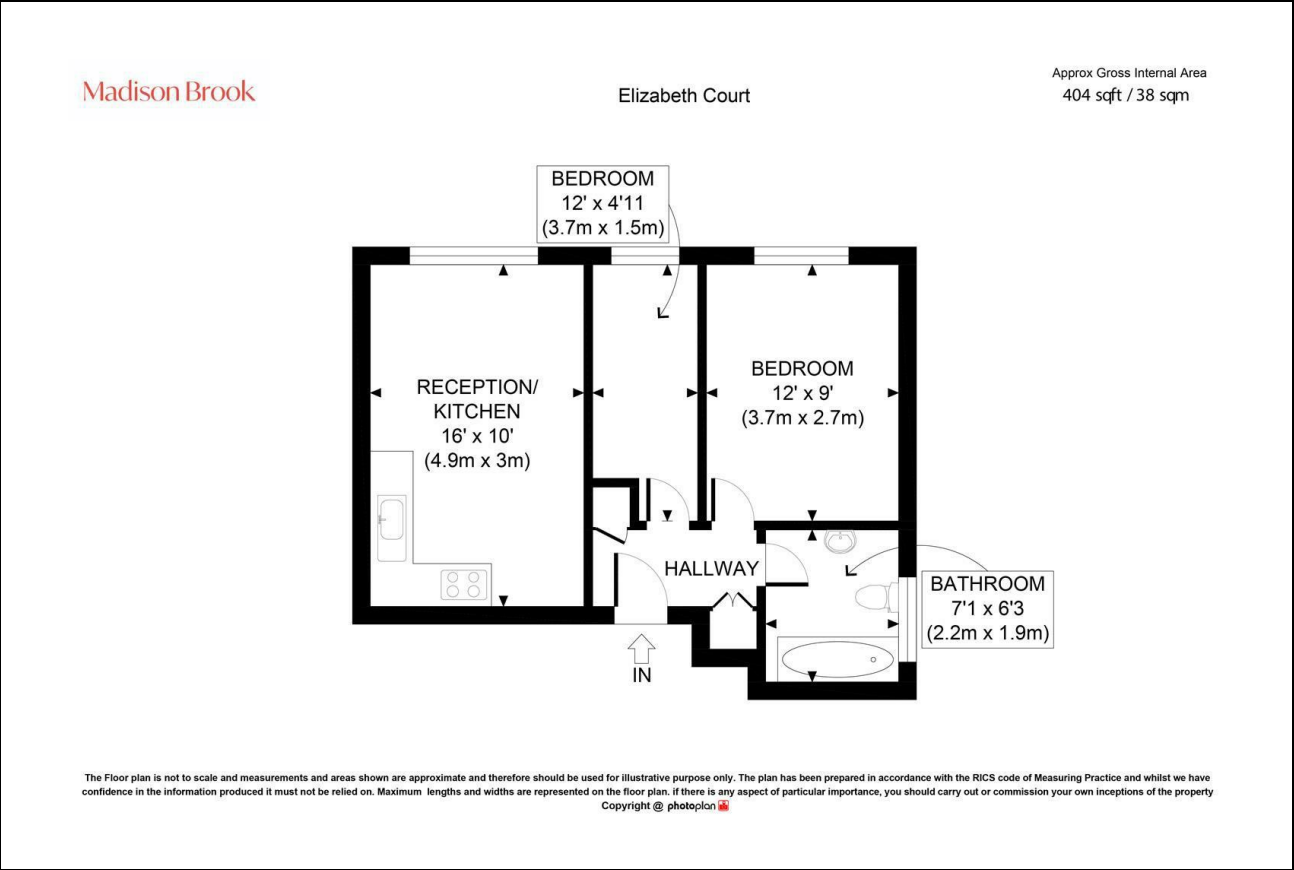 Madison Brook
Elizabeth Court
Approx Gross Internal Area
404 sqft / 38 sqm
BEDROOM
12' x 4'11
(3.7m x 1.5m)
RECEPTION/
KITCHEN
16' x 10'
(4.9m x 3m)
BEDROOM
12' x 9'
(3.7m x 2.7m)
HALLWAY
BATHROOM
7'1 x 6'3
(2.2m x 1.9m)
IN
The Floor plan is not to scale and measurements and areas shown are approximate and therefore should be used for illustrative purpose only. The plan has been prepared in accordance with the RICS code of Measuring Practice and whilst we have
confidence in the information produced it must not be relied on. Maximum lengths and widths are represented on the floor plan. if there is any aspect of particular importance, you should carry out or commission your own inceptions of the property
Copyright @ photoplan